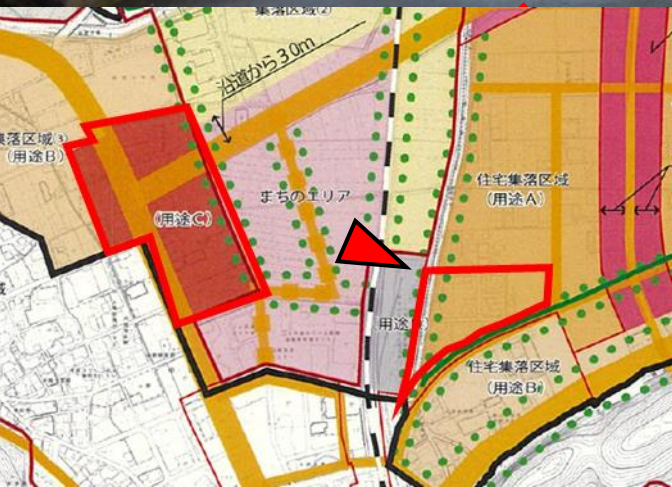 集落区域②
沿道から30m
集落区域③
(用途B)
(用途C)
まちのエリア
住宅集落区域
(用途A)
用途
住宅集落区域
(用途B)
域